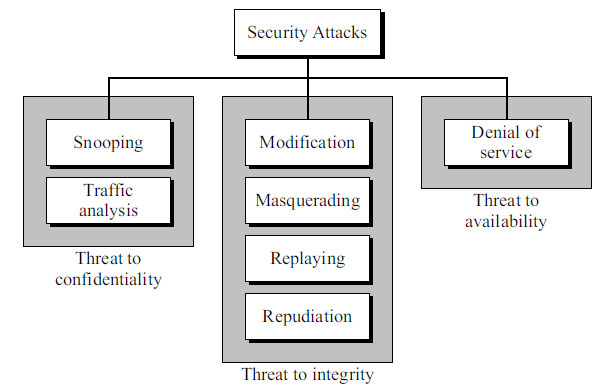 Security Attacks
Snooping
Traffic
analysis
Threat to
confidentiality
Modification
Masquerading
Replaying
Repudiation
Threat to integrity
Denial of
service
Threat to
availability